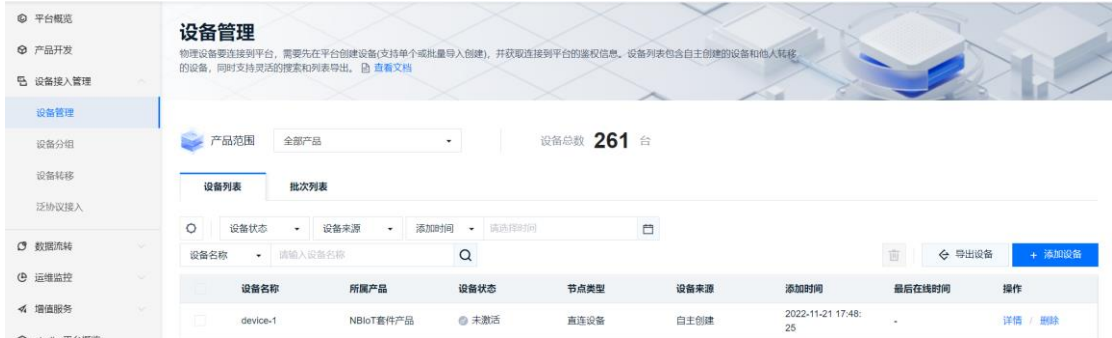 平台概览
产品开发
设备接入管理
设备管理
设备分组
设备转移
泛协议接入
数据流转
运维监控
增值服务
设备管理
物理设备要连接到平台，需要先在平台创建设备(支持单个或批量导入创建)，并获取连接到平台的鉴权信息。设备列表包含自主创建的设备和他人转移
的设备，同时支持灵活的搜索和列表导出。 查看文档
产品范围 全部产品 设备总数 261 台
设备列表 批次列表
设备状态 设备来源 添加时间 请选择时间
设备名称 请输入设备名称 导出设备 + 添加设备
设备名称 所属产品 设备状态 节点类型 设备来源 添加时间 最后在线时间 操作
device-1 NBIoT套件产品 未激活 直连设备 自主创建 2022-11-21 17:48: - 详情 / 删除
25